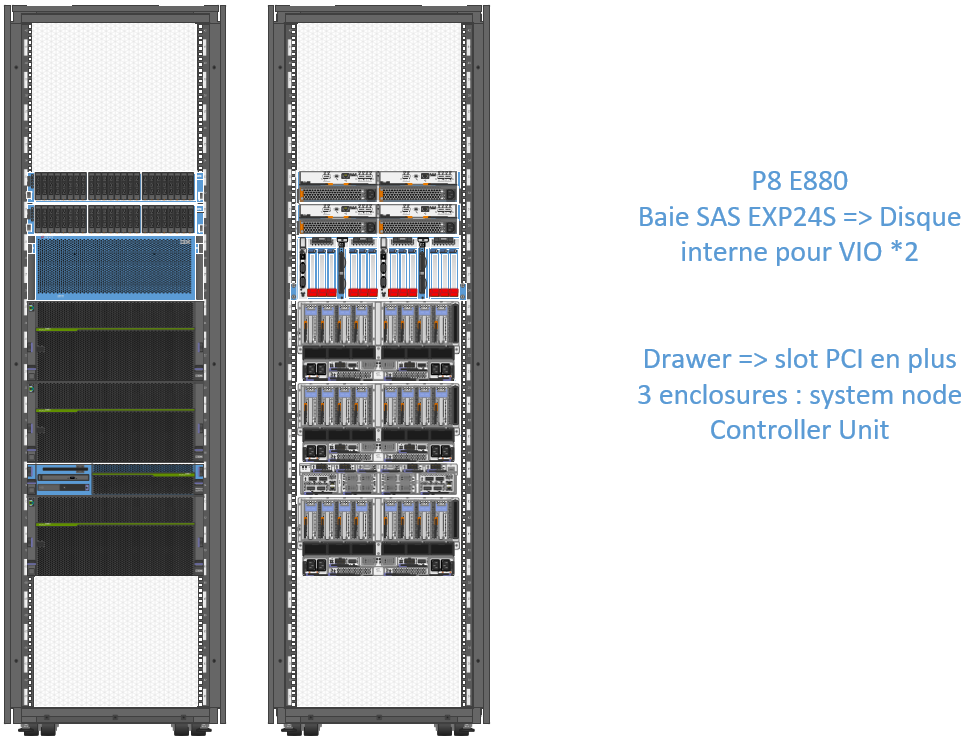 IBM
P8 E880
Baie SAS EXP24S => Disque
interne pour VIO *2
Drawer => slot PCI en plus
3 enclosures : system node
Controller Unit